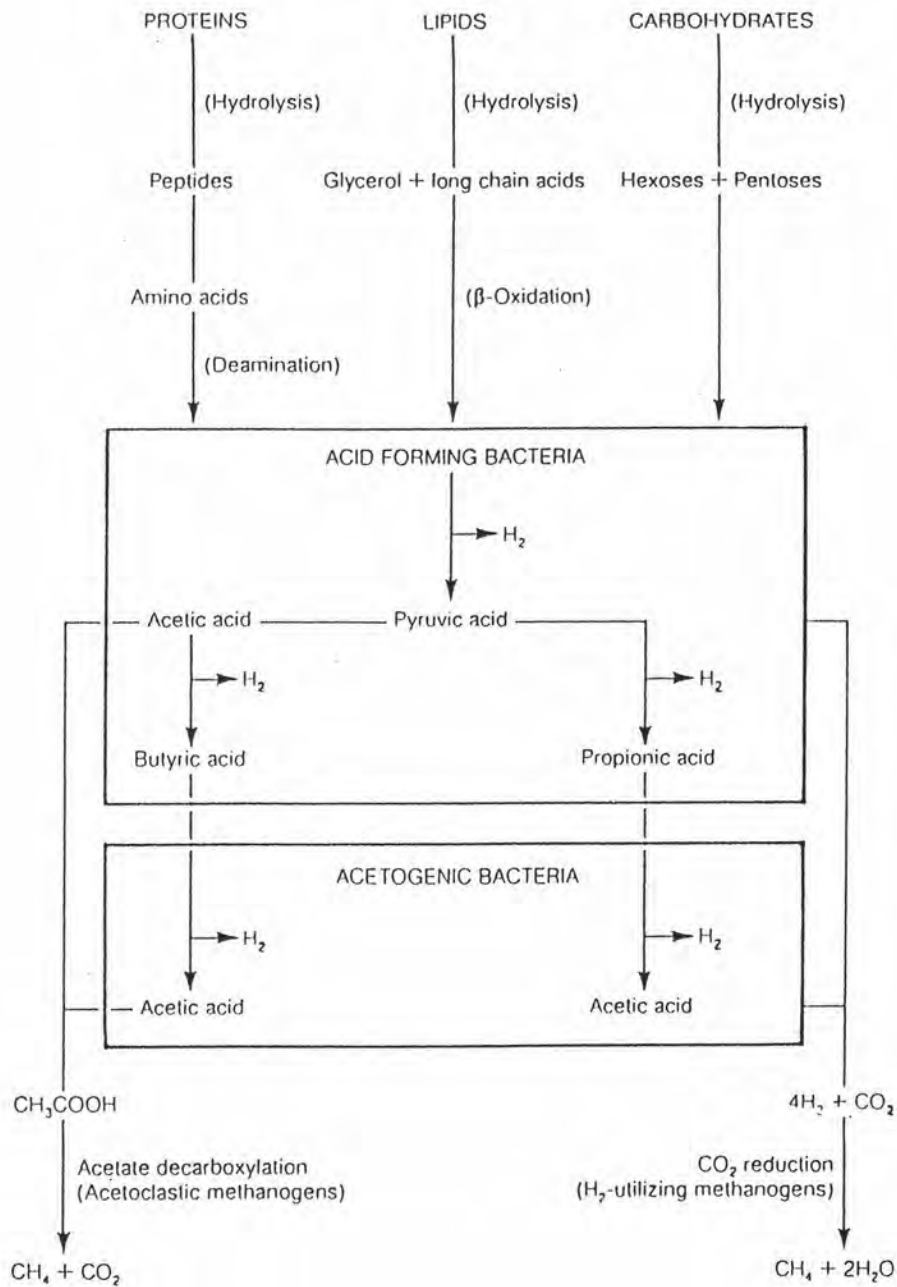 PROTEINS
LIPIDS
CARBOHYDRATES
(Hydrolysis)
(Hydrolysis)
(Hydrolysis)
Peptides
Glycerol + long chain acids
Hexoses + Pentoses
Amino acids
(β-Oxidation)
(Deamination)
ACID FORMING BACTERIA
H₂
Acetic acid
Pyruvic acid
H₂
H₂
Butyric acid
Propionic acid
ACETOGENIC BACTERIA
H₂
H₂
Acetic acid
Acetic acid
CH₃COOH
4H₂ + CO₂
Acetate decarboxylation
(Acetoclastic methanogens)
CO₂ reduction
(H₂-utilizing methanogens)
CH₄ + CO₂
CH₄ + 2H₂O